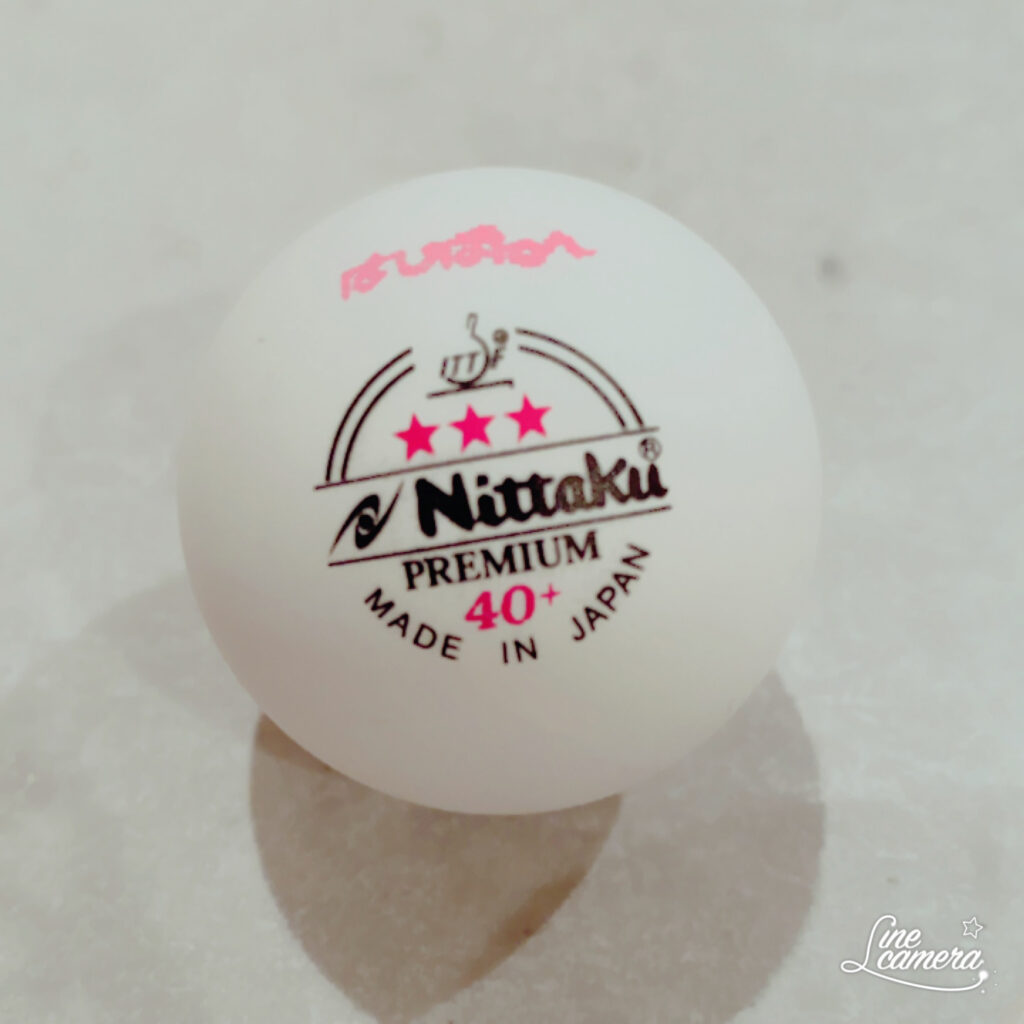 ITTF
Nittaku®
PREMIUM
40+
MADE IN JAPAN
Line
camera